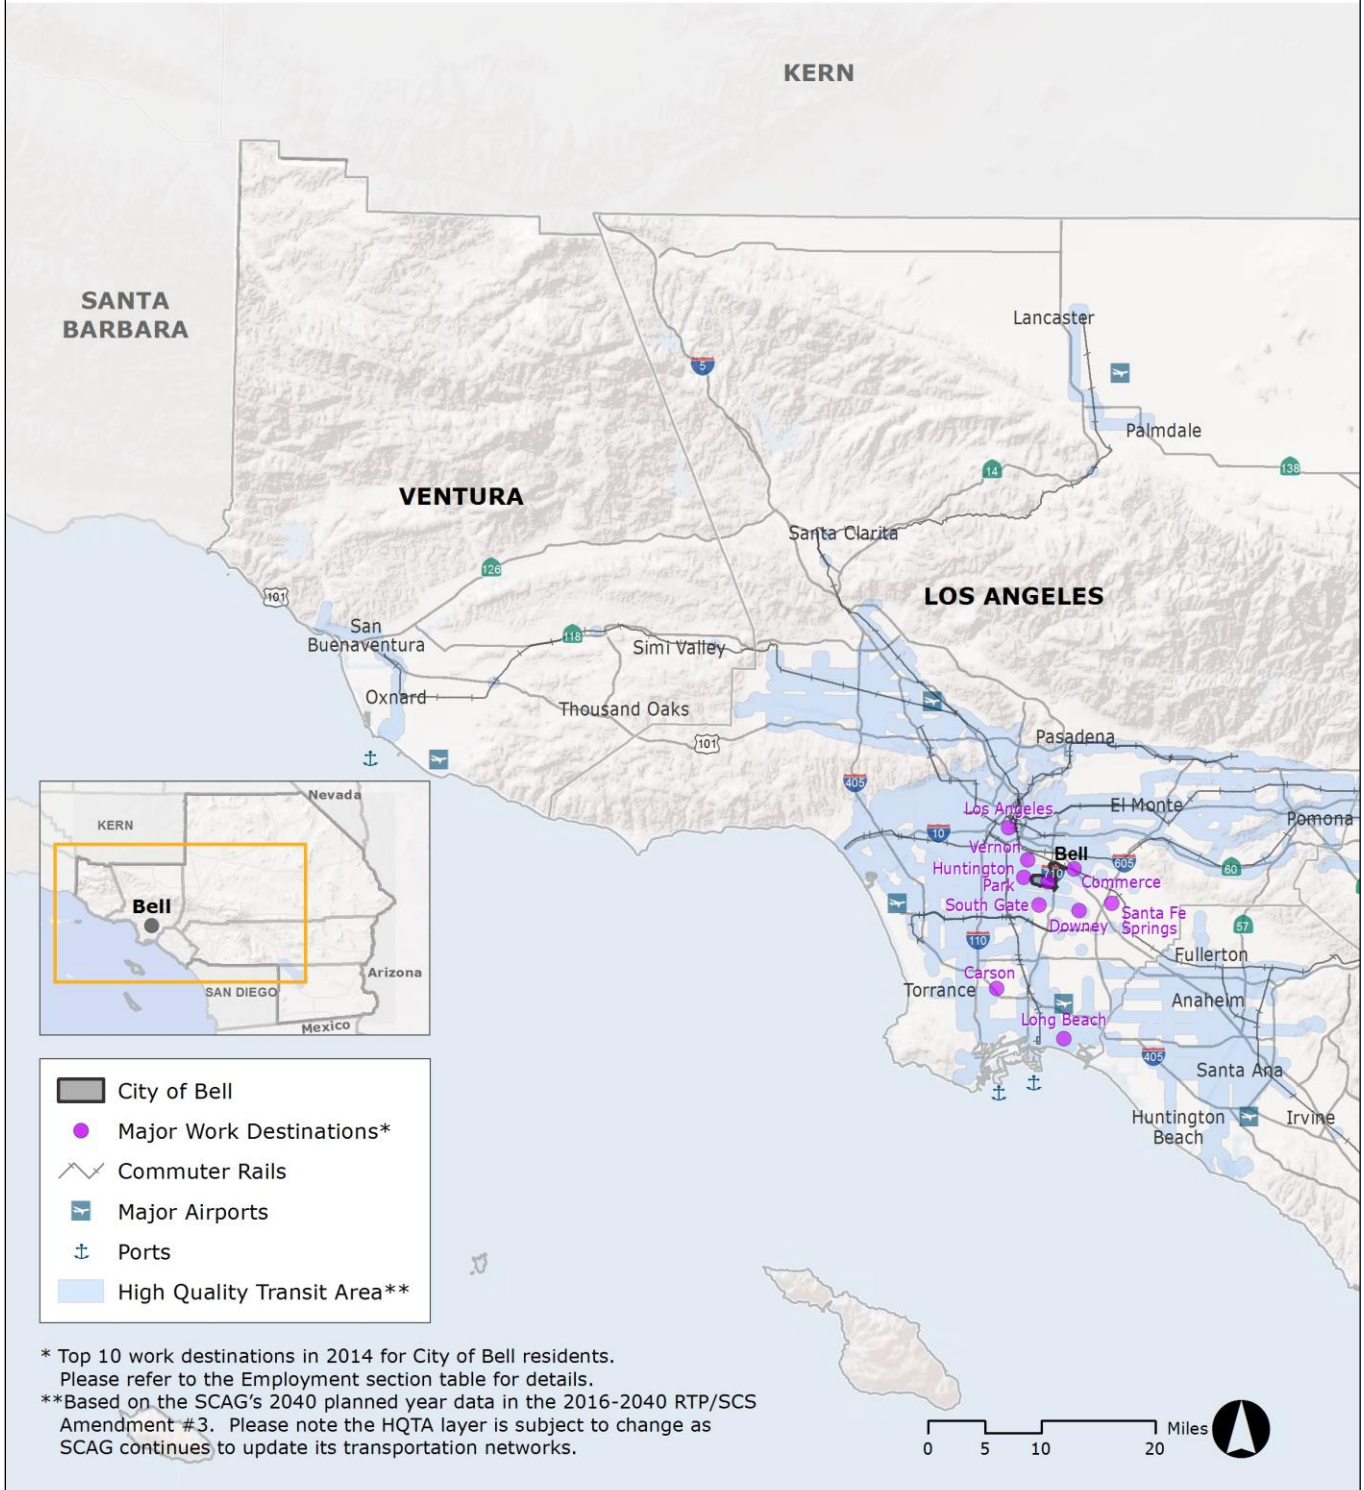 KERN
SANTA
BARBARA
Lancaster
5
Palmdale
14
138
VENTURA
Santa Clarita
126
LOS ANGELES
101
San
Buenaventura
118
Simi Valley
Oxnard
Thousand Oaks
101
Pasadena
405
Los Angeles
El Monte
Pomona
10
Vernon
Bell
605
60
Huntington
Park
710
Commerce
South Gate
Downey
Santa Fe
Springs
57
110
Fullerton
Carson
Torrance
Anaheim
Long Beach
405
Santa Ana
Huntington
Beach
Irvine
Nevada
KERN
Bell
Arizona
SAN DIEGO
Mexico
City of Bell
Major Work Destinations*
Commuter Rails
Major Airports
Ports
High Quality Transit Area**
* Top 10 work destinations in 2014 for City of Bell residents.
Please refer to the Employment section table for details.
**Based on the SCAG's 2040 planned year data in the 2016-2040 RTP/SCS
Amendment #3. Please note the HQTA layer is subject to change as
SCAG continues to update its transportation networks.
Miles
0 5 10 20